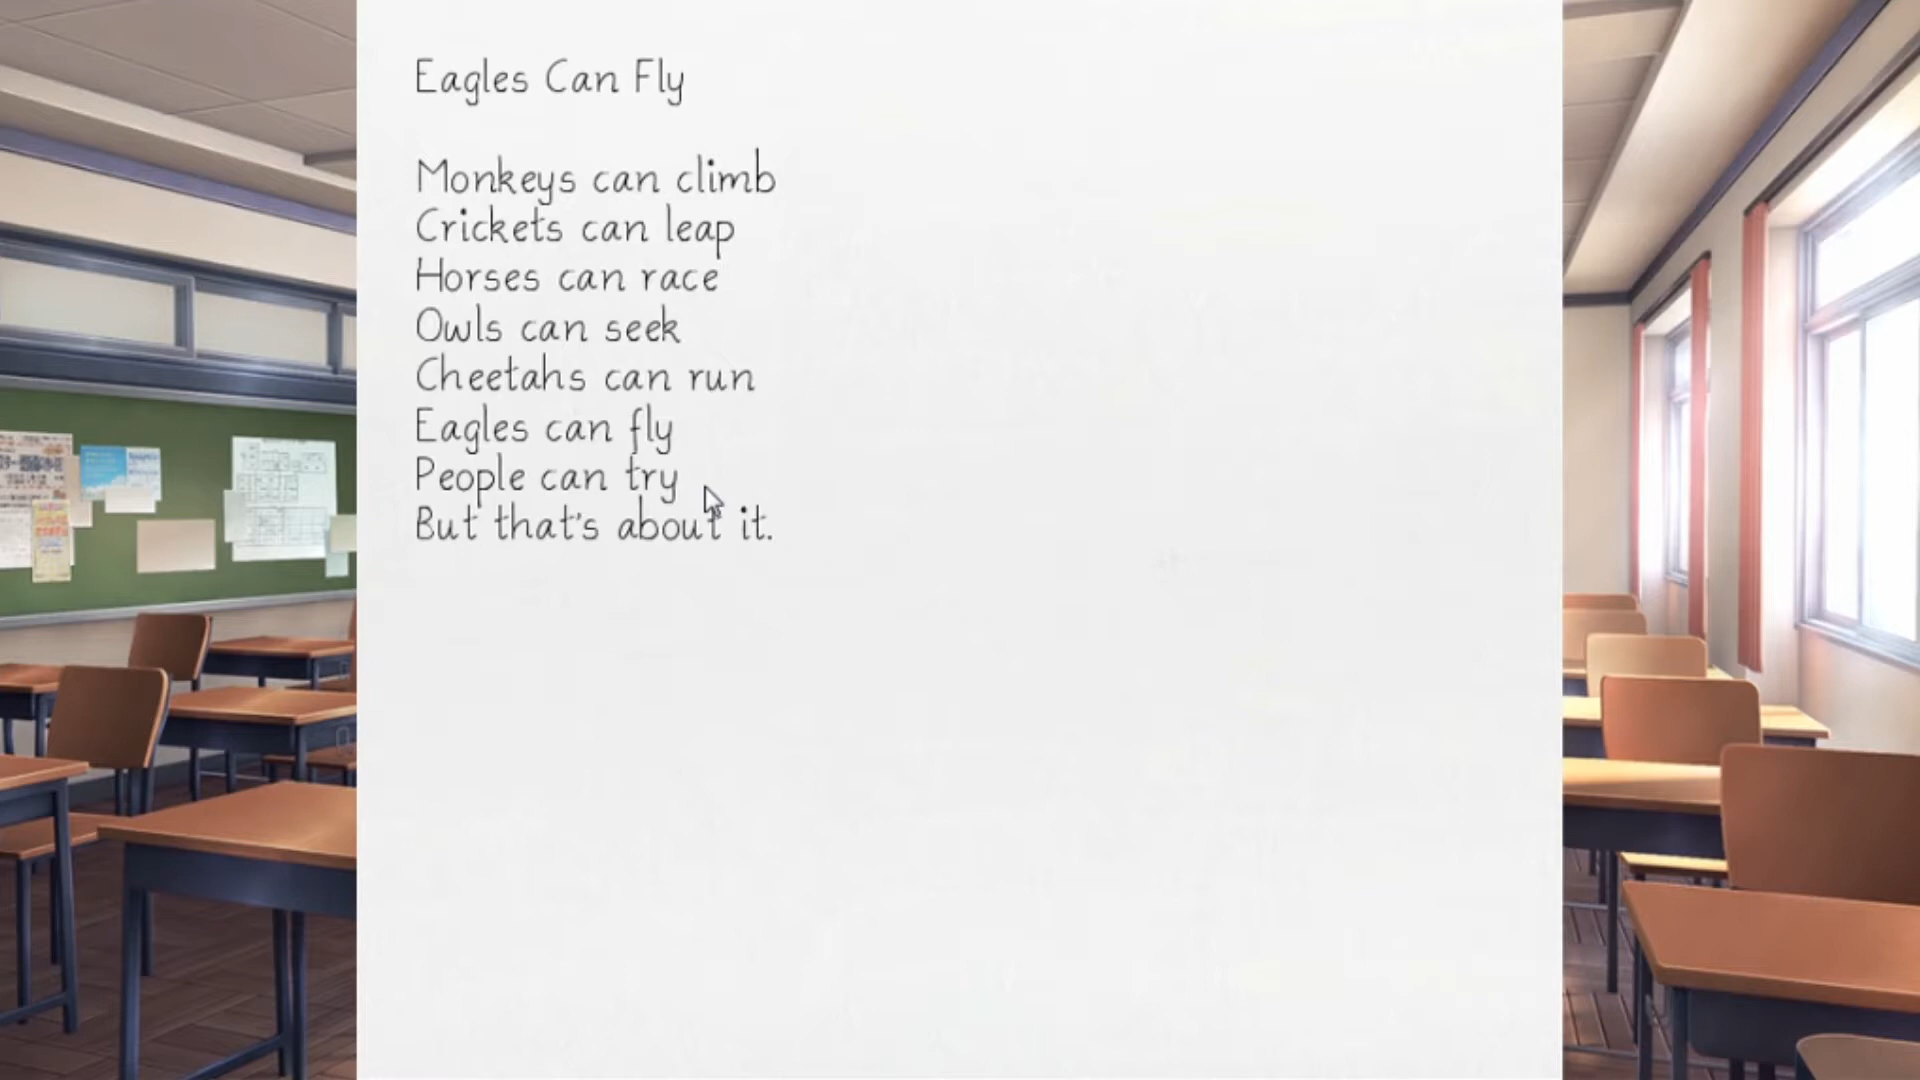 Eagles Can Fly
Monkeys can climb
Crickets can leap
Horses can race
Owls can seek
Cheetahs can run
Eagles can fly
People can try
But that's about it.